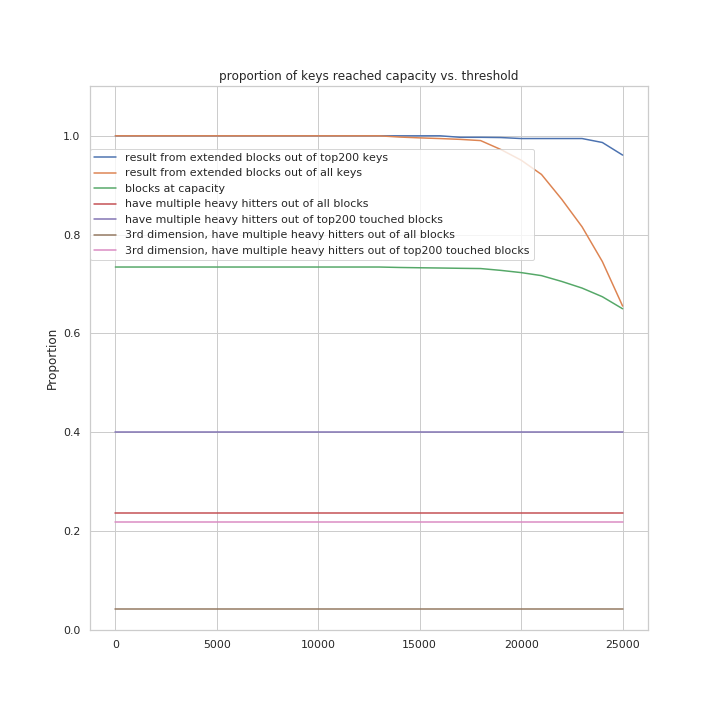 proportion of keys reached capacity vs. threshold
1.0
result from extended blocks out of top200 keys
result from extended blocks out of all keys
blocks at capacity
have multiple heavy hitters out of all blocks
have multiple heavy hitters out of top200 touched blocks
3rd dimension, have multiple heavy hitters out of all blocks
3rd dimension, have multiple heavy hitters out of top200 touched blocks
0.8
0.6
Proportion
0.4
0.2
0.0
0 5000 10000 15000 20000 25000